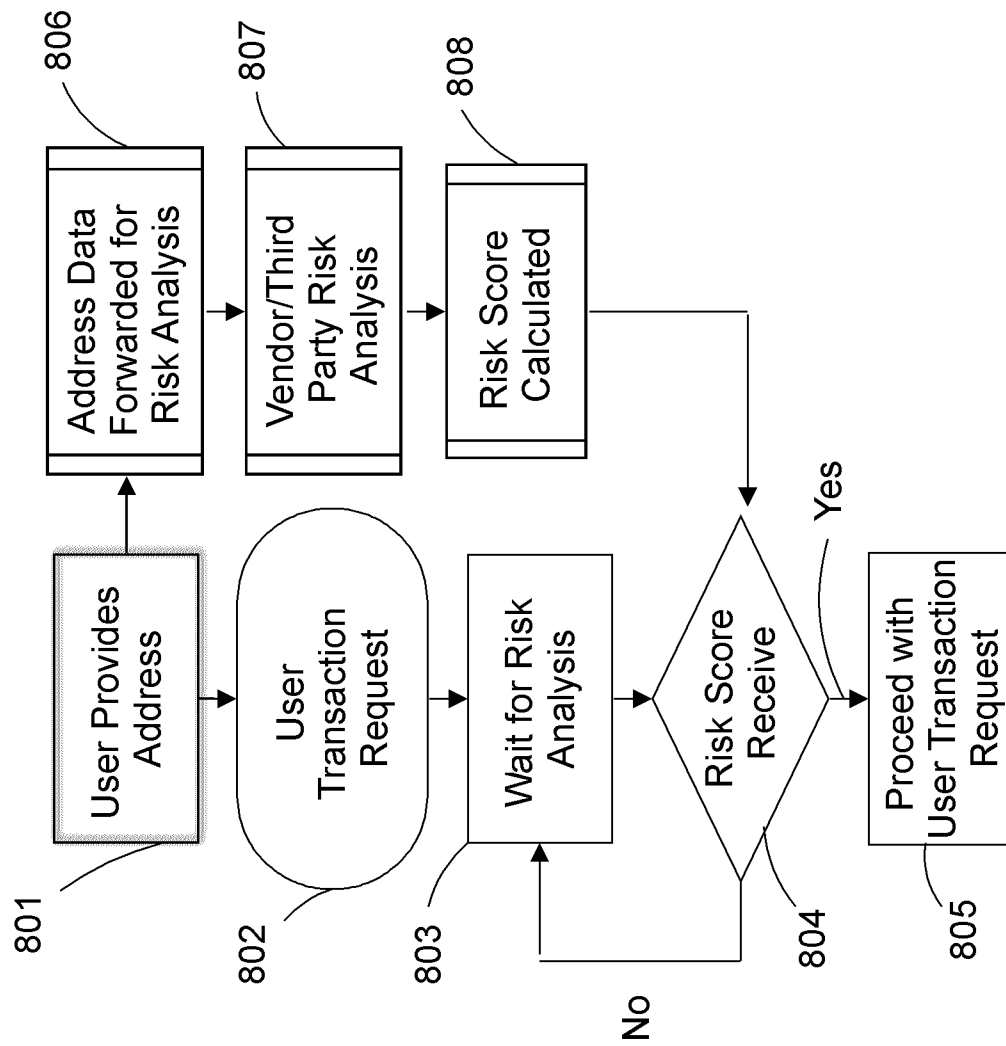 801
User Provides
Address
802
User
Transaction
Request
803
Wait for Risk
Analysis
804
Risk Score
Receive
No
Yes
805
Proceed with
User Transaction
Request
806
Address Data
Forwarded for
Risk Analysis
807
Vendor/Third
Party Risk
Analysis
808
Risk Score
Calculated